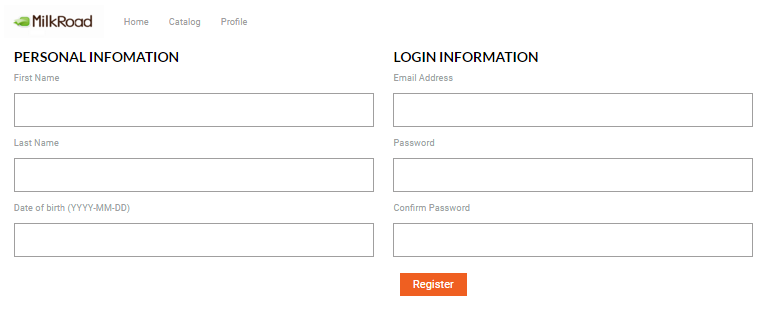 MilkRoad Home Catalog Profile
PERSONAL INFOMATION
First Name
Last Name
Date of birth (YYYY-MM-DD)
LOGIN INFORMATION
Email Address
Password
Confirm Password
Register